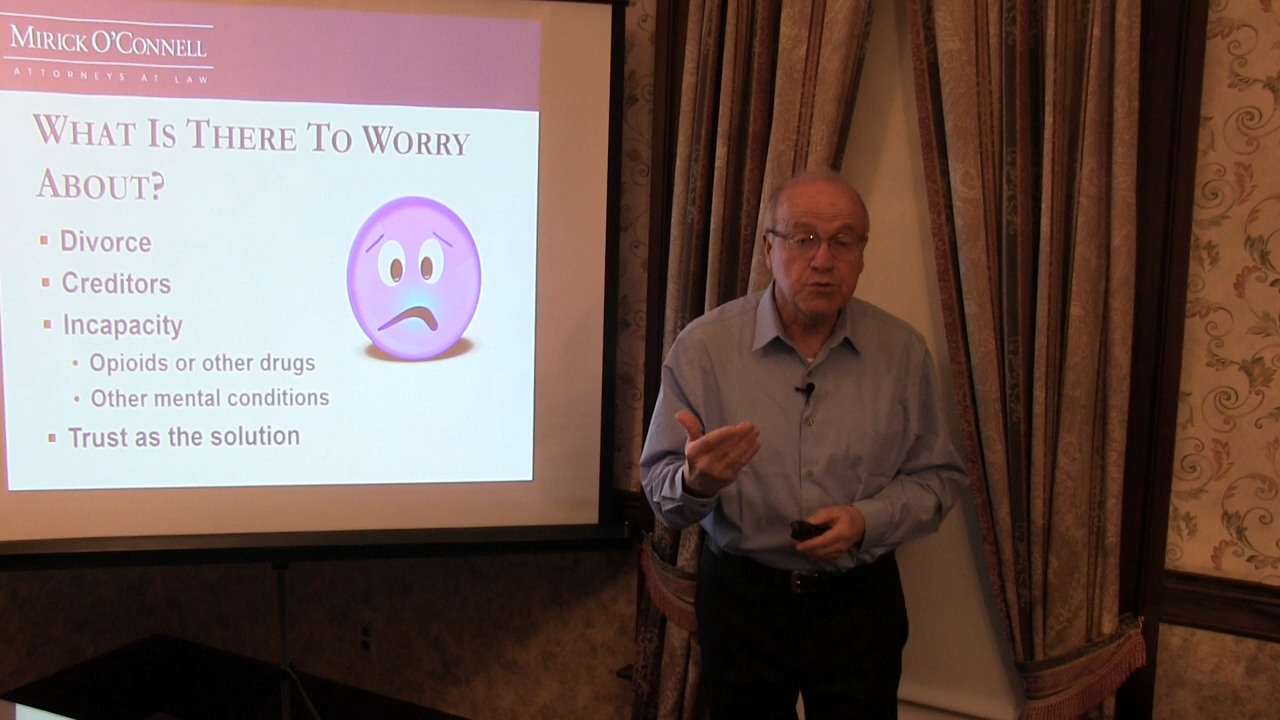 MIRICK O'CONNELL
ATTORNEYS AT LAW
WHAT IS THERE TO WORRY
ABOUT?
Divorce
Creditors
Incapacity
Opioids or other drugs
Other mental conditions
Trust as the solution